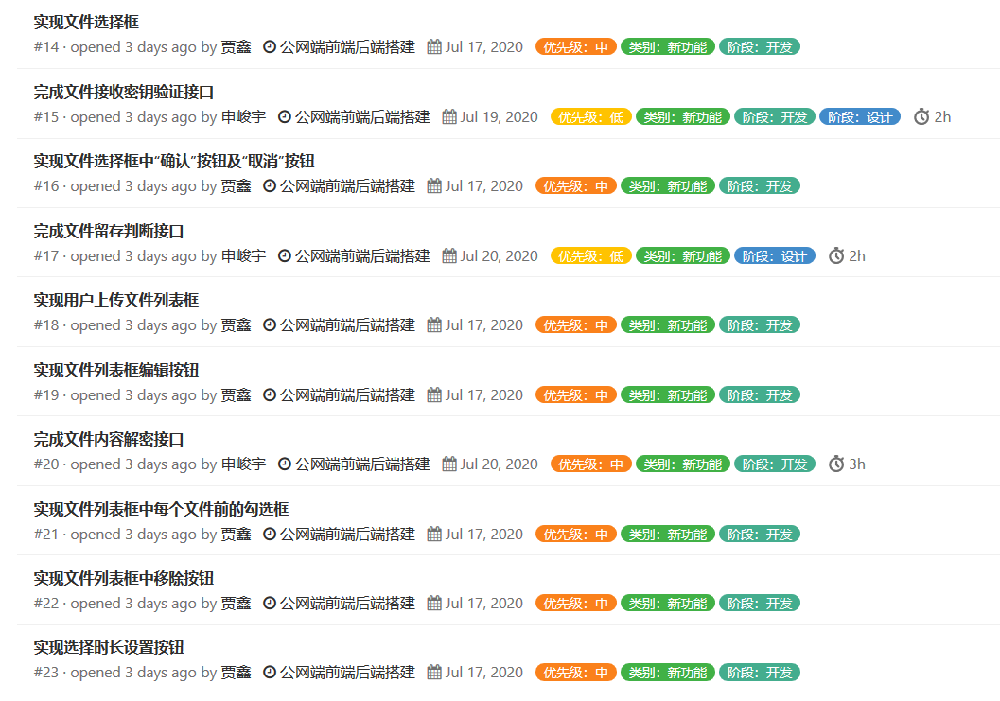 实现文件选择框
#14 · opened 3 days ago by 贾鑫 公网端前端后端搭建 Jul 17, 2020 优先级：中 类别：新功能 阶段：开发
完成文件接收密钥验证接口
#15 · opened 3 days ago by 申峻宇 公网端前端后端搭建 Jul 19, 2020 优先级：低 类别：新功能 阶段：开发 阶段：设计 2h
实现文件选择框中“确认”按钮及“取消”按钮
#16 · opened 3 days ago by 贾鑫 公网端前端后端搭建 Jul 17, 2020 优先级：中 类别：新功能 阶段：开发
完成文件留存判断接口
#17 · opened 3 days ago by 申峻宇 公网端前端后端搭建 Jul 20, 2020 优先级：低 类别：新功能 阶段：设计 2h
实现用户上传文件列表框
#18 · opened 3 days ago by 贾鑫 公网端前端后端搭建 Jul 17, 2020 优先级：中 类别：新功能 阶段：开发
实现文件列表框编辑按钮
#19 · opened 3 days ago by 贾鑫 公网端前端后端搭建 Jul 17, 2020 优先级：中 类别：新功能 阶段：开发
完成文件内容解密接口
#20 · opened 3 days ago by 申峻宇 公网端前端后端搭建 Jul 20, 2020 优先级：中 类别：新功能 阶段：开发 3h
实现文件列表框中每个文件前的勾选框
#21 · opened 3 days ago by 贾鑫 公网端前端后端搭建 Jul 17, 2020 优先级：中 类别：新功能 阶段：开发
实现文件列表框中移除按钮
#22 · opened 3 days ago by 贾鑫 公网端前端后端搭建 Jul 17, 2020 优先级：中 类别：新功能 阶段：开发
实现选择时长设置按钮
#23 · opened 3 days ago by 贾鑫 公网端前端后端搭建 Jul 17, 2020 优先级：中 类别：新功能 阶段：开发